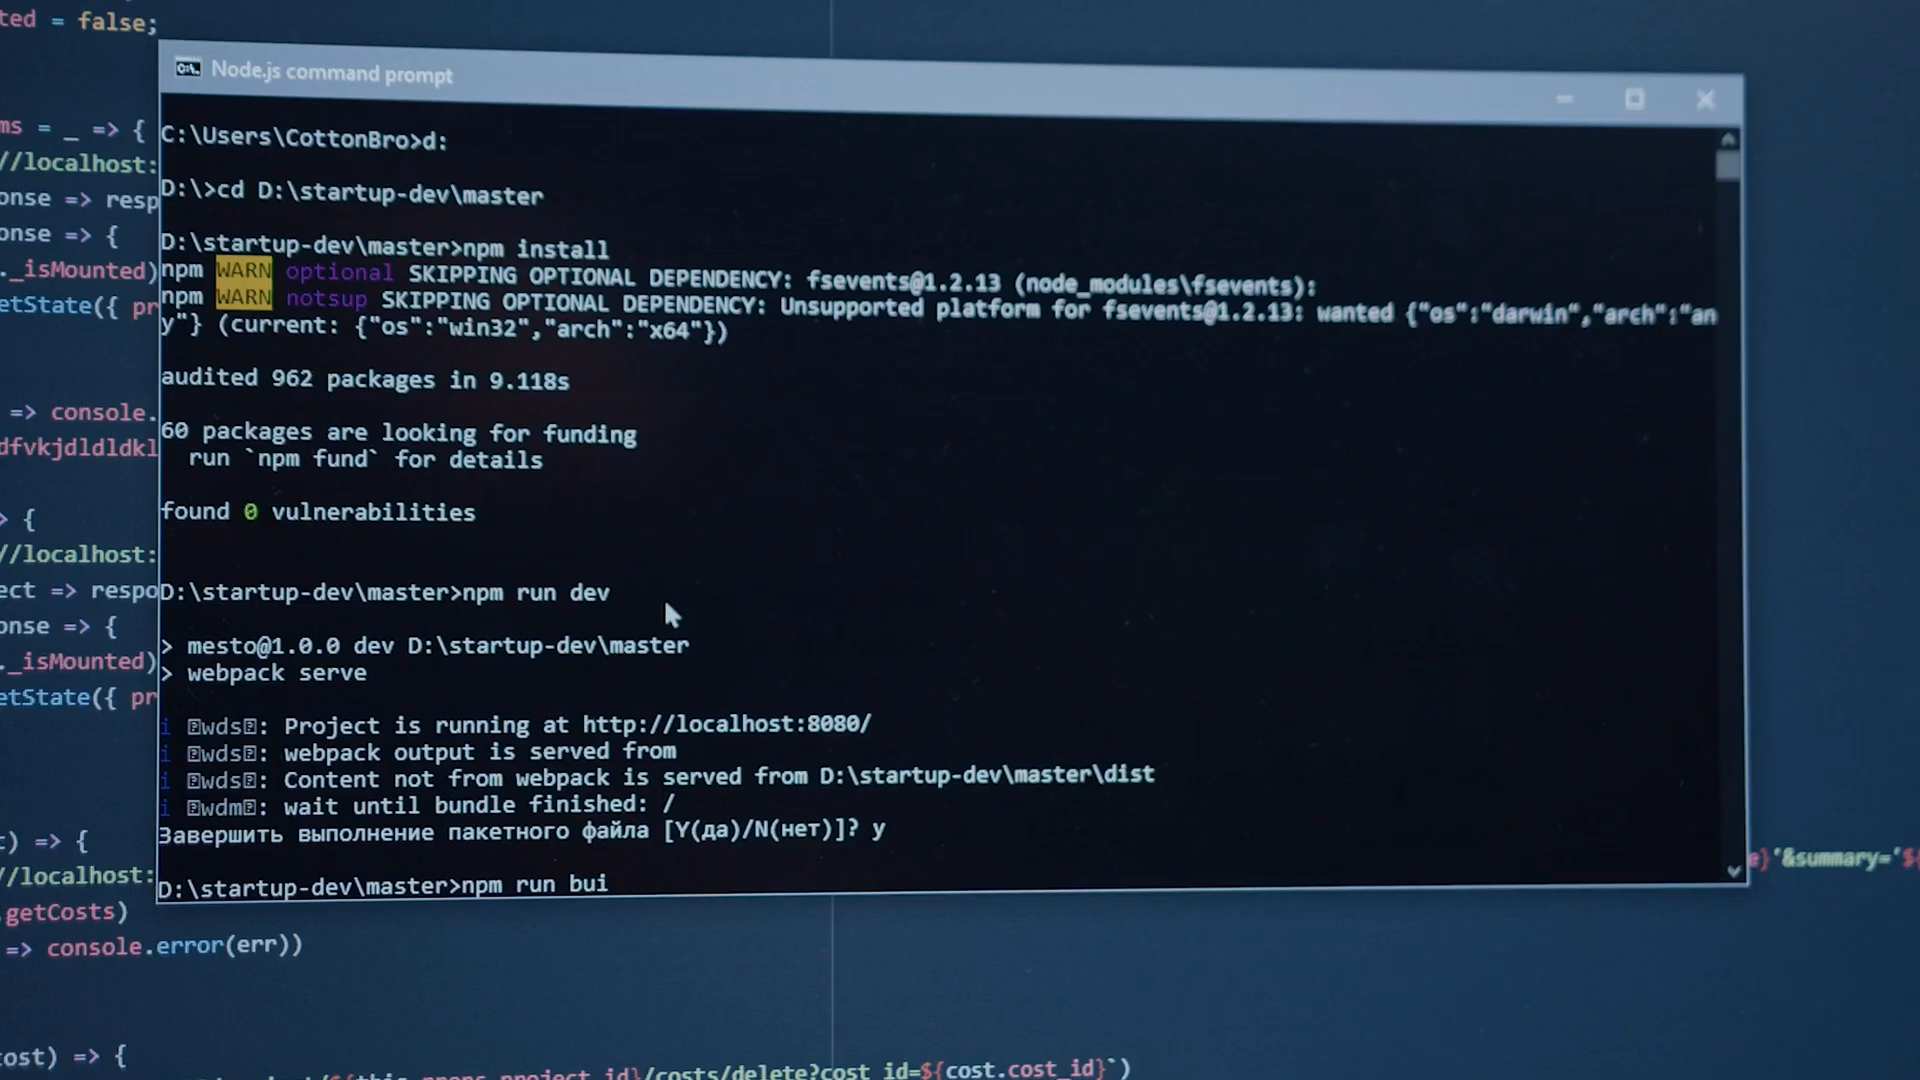 ted = false;
Node.js command prompt
C:\Users\CottonBro>d:
D:\>cd D:\startup-dev\master
D:\startup-dev\master>npm install
npm WARN optional SKIPPING OPTIONAL DEPENDENCY: fsevents@1.2.13 (node_modules\fsevents):
npm WARN notsup SKIPPING OPTIONAL DEPENDENCY: Unsupported platform for fsevents@1.2.13: wanted {"os":"darwin","arch":"an
y"} (current: {"os":"win32","arch":"x64"})
audited 962 packages in 9.118s
60 packages are looking for funding
run `npm fund` for details
found 0 vulnerabilities
D:\startup-dev\master>npm run dev
> mesto@1.0.0 dev D:\startup-dev\master
> webpack serve
i ⍰wds⍰: Project is running at http://localhost:8080/
i ⍰wds⍰: webpack output is served from
i ⍰wds⍰: Content not from webpack is served from D:\startup-dev\master\dist
i ⍰wdm⍰: wait until bundle finished: /
Завершить выполнение пакетного файла [Y(да)/N(нет)]? y
D:\startup-dev\master>npm run bui
ms = _ => {
//localhost:
onse => resp
onse => {
._isMounted)
etState({ pr
=> console.
dfvkjdldldkl
> {
//localhost:
ect => respo
onse => {
._isMounted)
etState({ pr
t) => {
//localhost:
e}'&summary='${
.getCosts)
=> console.error(err))
cost) => {
${this.props.project_id}/costs/delete?cost_id=${cost.cost_id}`)